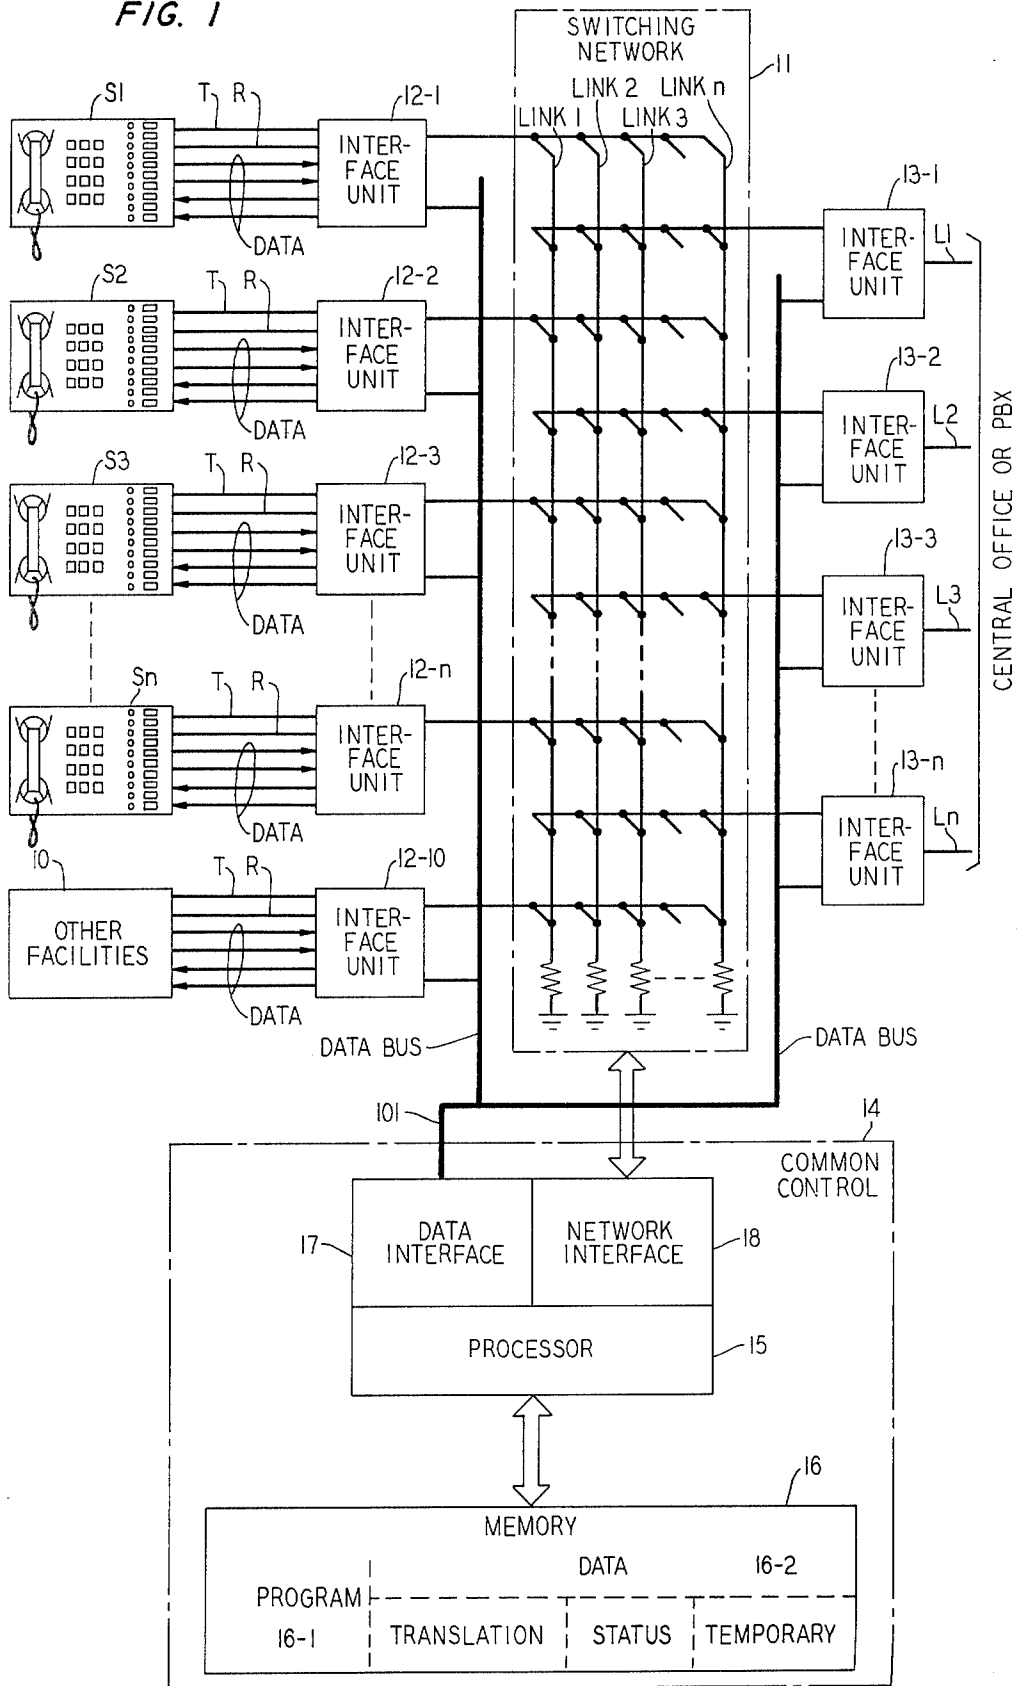 FIG. 1
SWITCHING
NETWORK
11
LINK 1
LINK 2
LINK 3
LINK n
S1
T R
12-1
INTER-
FACE
UNIT
DATA
S2
T R
12-2
INTER-
FACE
UNIT
DATA
S3
T R
12-3
INTER-
FACE
UNIT
DATA
Sn
T R
12-n
INTER-
FACE
UNIT
DATA
10
OTHER
FACILITIES
T R
12-10
INTER-
FACE
UNIT
DATA
13-1
INTER-
FACE
UNIT
L1
13-2
INTER-
FACE
UNIT
L2
13-3
INTER-
FACE
UNIT
L3
13-n
INTER-
FACE
UNIT
Ln
CENTRAL OFFICE OR PBX
DATA BUS
DATA BUS
101
14
COMMON
CONTROL
17
DATA
INTERFACE
NETWORK
INTERFACE
18
PROCESSOR
15
16
MEMORY
DATA 16-2
PROGRAM
16-1
TRANSLATION
STATUS
TEMPORARY